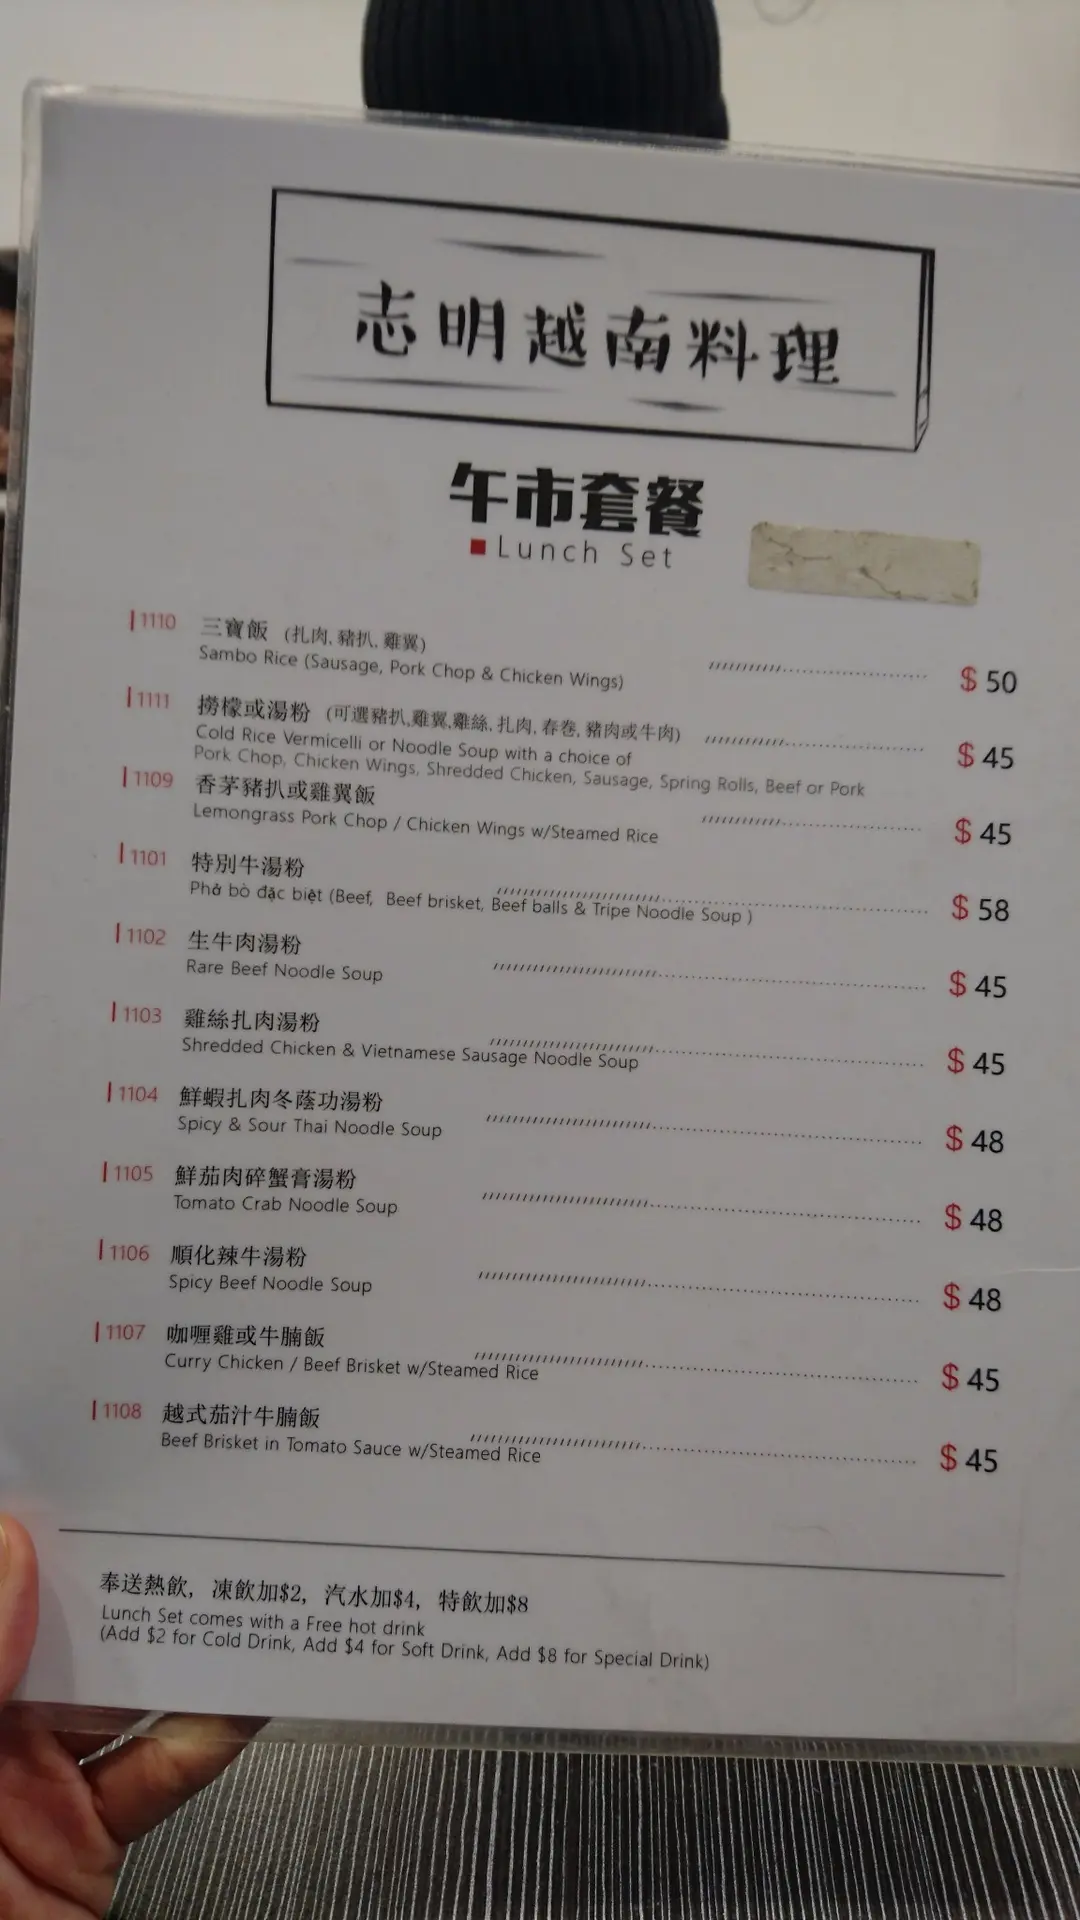 志明越南料理
午市套餐
Lunch Set
1110 三寶飯 (扎肉, 豬扒, 雞翼)
Sambo Rice (Sausage, Pork Chop & Chicken Wings) $ 50
1111 撈檬或湯粉 (可選豬扒,雞翼,雞絲, 扎肉, 春卷, 豬肉或牛肉)
Cold Rice Vermicelli or Noodle Soup with a choice of $ 45
Pork Chop, Chicken Wings, Shredded Chicken, Sausage, Spring Rolls, Beef or Pork
1109 香茅豬扒或雞翼飯
Lemongrass Pork Chop / Chicken Wings w/Steamed Rice $ 45
1101 特別牛湯粉
Phở bò đặc biệt (Beef, Beef brisket, Beef balls & Tripe Noodle Soup ) $ 58
1102 生牛肉湯粉
Rare Beef Noodle Soup $ 45
1103 雞絲扎肉湯粉
Shredded Chicken & Vietnamese Sausage Noodle Soup $ 45
1104 鮮蝦扎肉冬蔭功湯粉
Spicy & Sour Thai Noodle Soup $ 48
1105 鮮茄肉碎蟹膏湯粉
Tomato Crab Noodle Soup $ 48
1106 順化辣牛湯粉
Spicy Beef Noodle Soup $ 48
1107 咖喱雞或牛腩飯
Curry Chicken / Beef Brisket w/Steamed Rice $ 45
1108 越式茄汁牛腩飯
Beef Brisket in Tomato Sauce w/Steamed Rice $ 45
奉送熱飲, 凍飲加$2, 汽水加$4, 特飲加$8
Lunch Set comes with a Free hot drink
(Add $2 for Cold Drink, Add $4 for Soft Drink, Add $8 for Special Drink)